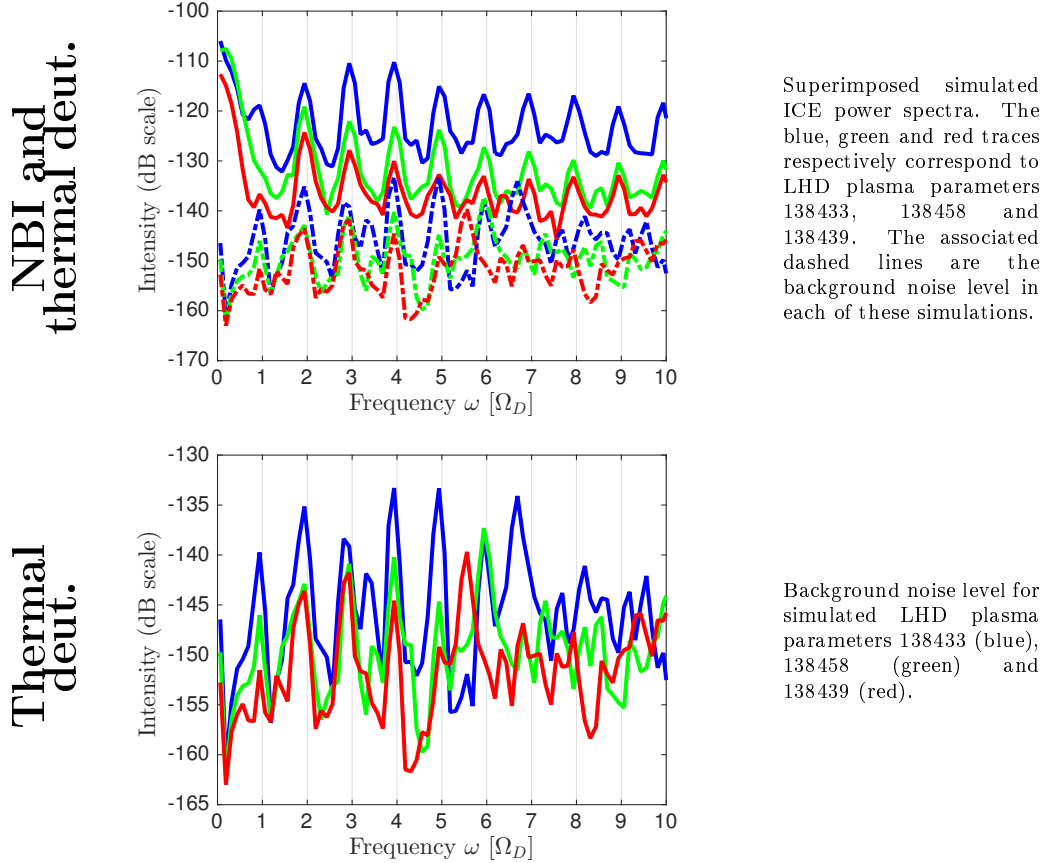 NBI and
thermal deut.
Intensity (dB scale)
-100
-110
-120
-130
-140
-150
-160
-170
0 1 2 3 4 5 6 7 8 9 10
Frequency ω [Ω_D]
Superimposed simulated
ICE power spectra. The
blue, green and red traces
respectively correspond to
LHD plasma parameters
138433, 138458 and
138439. The associated
dashed lines are the
background noise level in
each of these simulations.
Thermal
deut.
Intensity (dB scale)
-130
-135
-140
-145
-150
-155
-160
-165
0 1 2 3 4 5 6 7 8 9 10
Frequency ω [Ω_D]
Background noise level for
simulated LHD plasma
parameters 138433 (blue),
138458 (green) and
138439 (red).